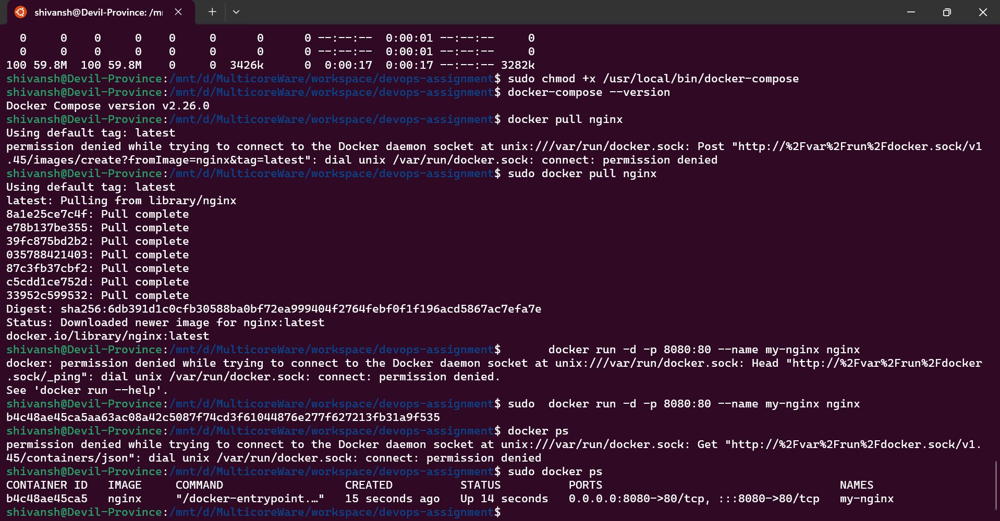 shivansh@Devil-Province: /m
0 0 0 0 0 0 0 0 --:--:-- 0:00:01 --:--:-- 0
0 0 0 0 0 0 0 0 --:--:-- 0:00:01 --:--:-- 0
100 59.8M 100 59.8M 0 0 3426k 0 0:00:17 0:00:17 --:--:-- 3282k
shivansh@Devil-Province:/mnt/d/MulticoreWare/workspace/devops-assignment$ sudo chmod +x /usr/local/bin/docker-compose
shivansh@Devil-Province:/mnt/d/MulticoreWare/workspace/devops-assignment$ docker-compose --version
Docker Compose version v2.26.0
shivansh@Devil-Province:/mnt/d/MulticoreWare/workspace/devops-assignment$ docker pull nginx
Using default tag: latest
permission denied while trying to connect to the Docker daemon socket at unix:///var/run/docker.sock: Post "http://%2Fvar%2Frun%2Fdocker.sock/v1
.45/images/create?fromImage=nginx&tag=latest": dial unix /var/run/docker.sock: connect: permission denied
shivansh@Devil-Province:/mnt/d/MulticoreWare/workspace/devops-assignment$ sudo docker pull nginx
Using default tag: latest
latest: Pulling from library/nginx
8a1e25ce7c4f: Pull complete
e78b137be355: Pull complete
39fc875bd2b2: Pull complete
035788421403: Pull complete
87c3fb37cbf2: Pull complete
c5cdd1ce752d: Pull complete
33952c599532: Pull complete
Digest: sha256:6db391d1c0cfb30588ba0bf72ea999404f2764febf0f1f196acd5867ac7efa7e
Status: Downloaded newer image for nginx:latest
docker.io/library/nginx:latest
shivansh@Devil-Province:/mnt/d/MulticoreWare/workspace/devops-assignment$ docker run -d -p 8080:80 --name my-nginx nginx
docker: permission denied while trying to connect to the Docker daemon socket at unix:///var/run/docker.sock: Head "http://%2Fvar%2Frun%2Fdocker
.sock/_ping": dial unix /var/run/docker.sock: connect: permission denied.
See 'docker run --help'.
shivansh@Devil-Province:/mnt/d/MulticoreWare/workspace/devops-assignment$ sudo docker run -d -p 8080:80 --name my-nginx nginx
b4c48ae45ca5aa63ac08a42c5087f74cd3f61044876e277f627213fb31a9f535
shivansh@Devil-Province:/mnt/d/MulticoreWare/workspace/devops-assignment$ docker ps
permission denied while trying to connect to the Docker daemon socket at unix:///var/run/docker.sock: Get "http://%2Fvar%2Frun%2Fdocker.sock/v1.
45/containers/json": dial unix /var/run/docker.sock: connect: permission denied
shivansh@Devil-Province:/mnt/d/MulticoreWare/workspace/devops-assignment$ sudo docker ps
CONTAINER ID IMAGE COMMAND CREATED STATUS PORTS NAMES
b4c48ae45ca5 nginx "/docker-entrypoint.…" 15 seconds ago Up 14 seconds 0.0.0.0:8080->80/tcp, :::8080->80/tcp my-nginx
shivansh@Devil-Province:/mnt/d/MulticoreWare/workspace/devops-assignment$